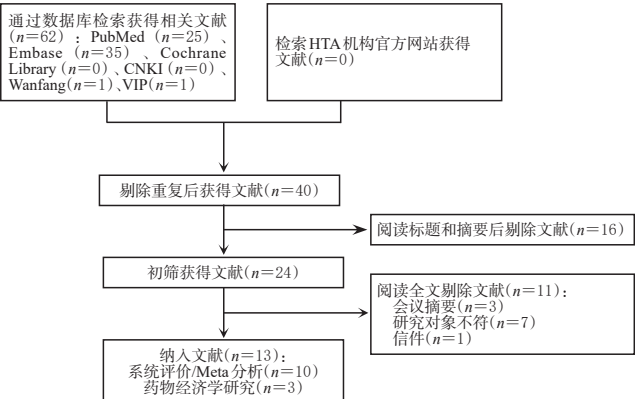 通过数据库检索获得相关文献
(n=62)：PubMed（n=25）、
Embase（n=35）、Cochrane
Library（n=0）、CNKI（n=0）、
Wanfang(n=1)、VIP(n=1)
检索HTA机构官方网站获得
文献(n=0)
剔除重复后获得文献(n=40)
阅读标题和摘要后剔除文献(n=16)
初筛获得文献(n=24)
阅读全文剔除文献(n=11)：
会议摘要(n=3)
研究对象不符(n=7)
信件(n=1)
纳入文献(n=13)：
系统评价/Meta分析(n=10)
药物经济学研究(n=3)